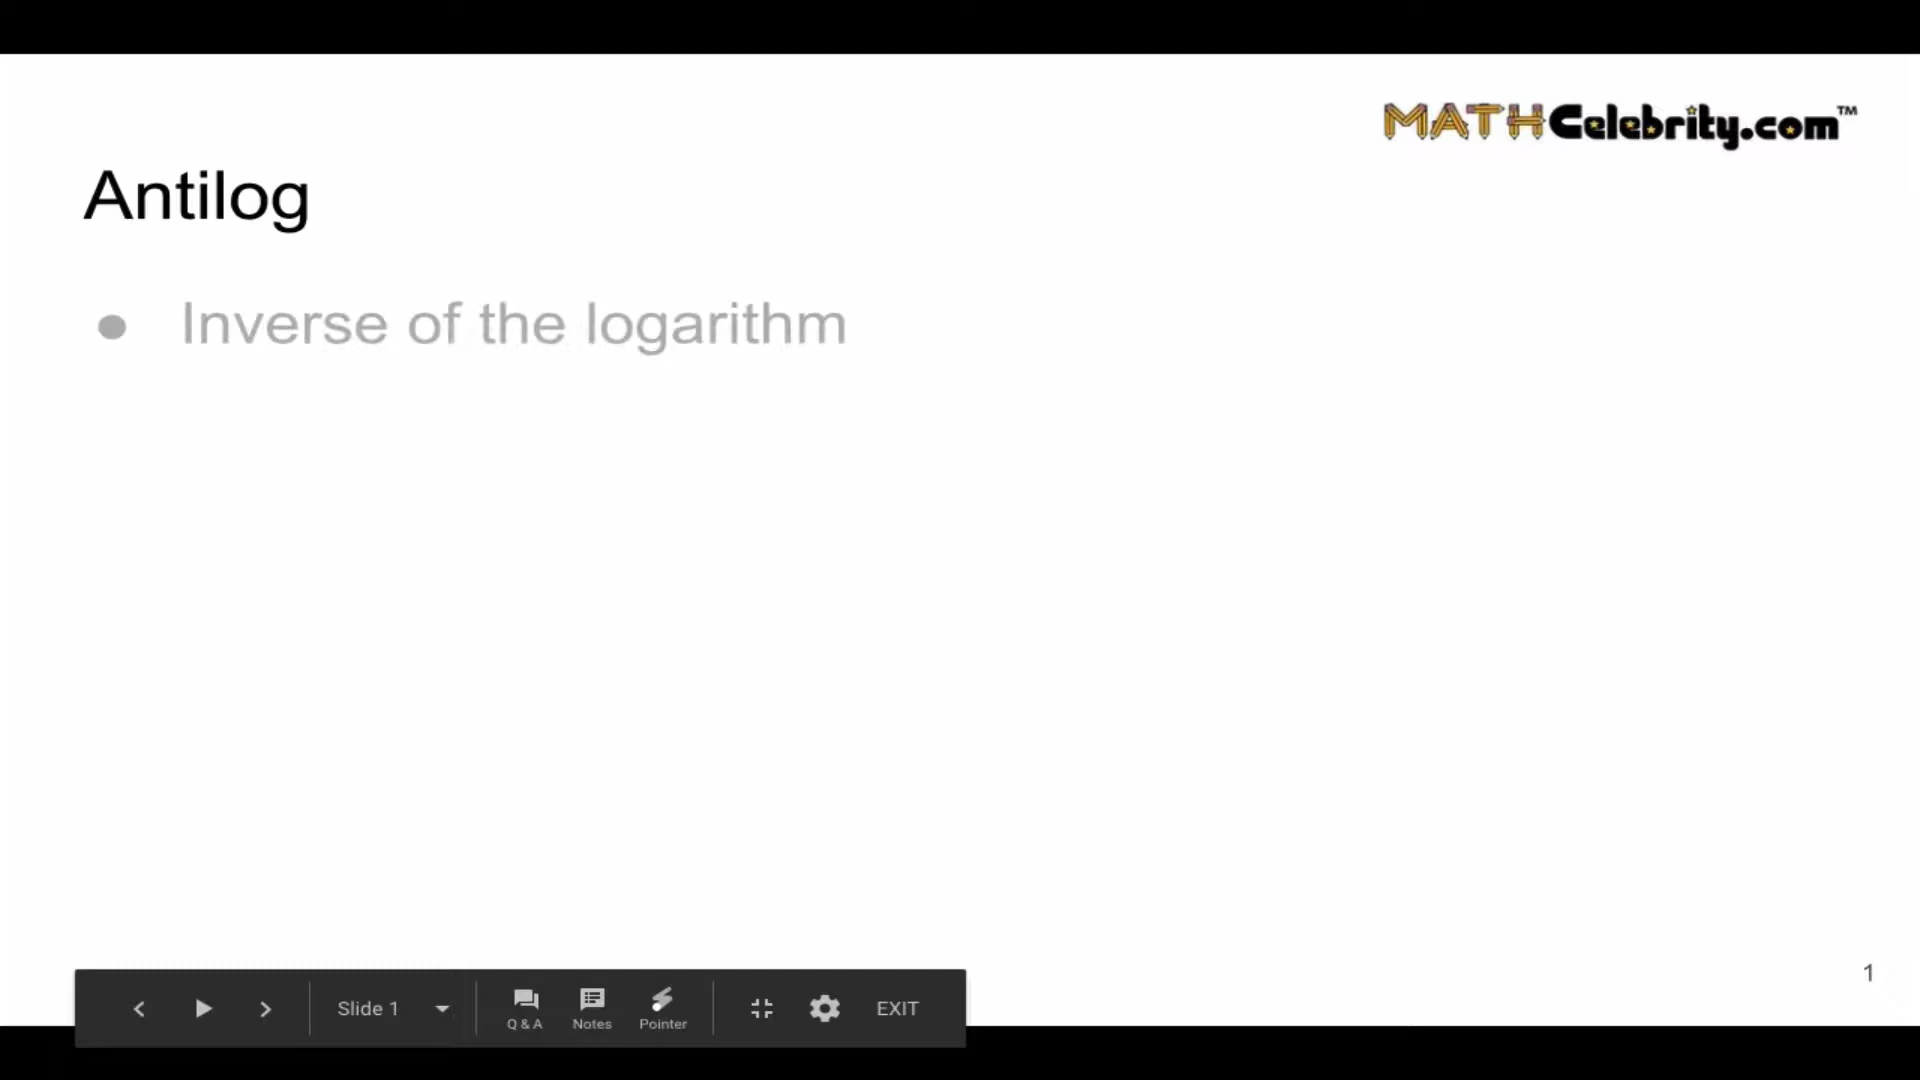 MATHCelebrity.com™
Antilog
● Inverse of the logarithm
1
Slide 1 Q & A Notes Pointer EXIT